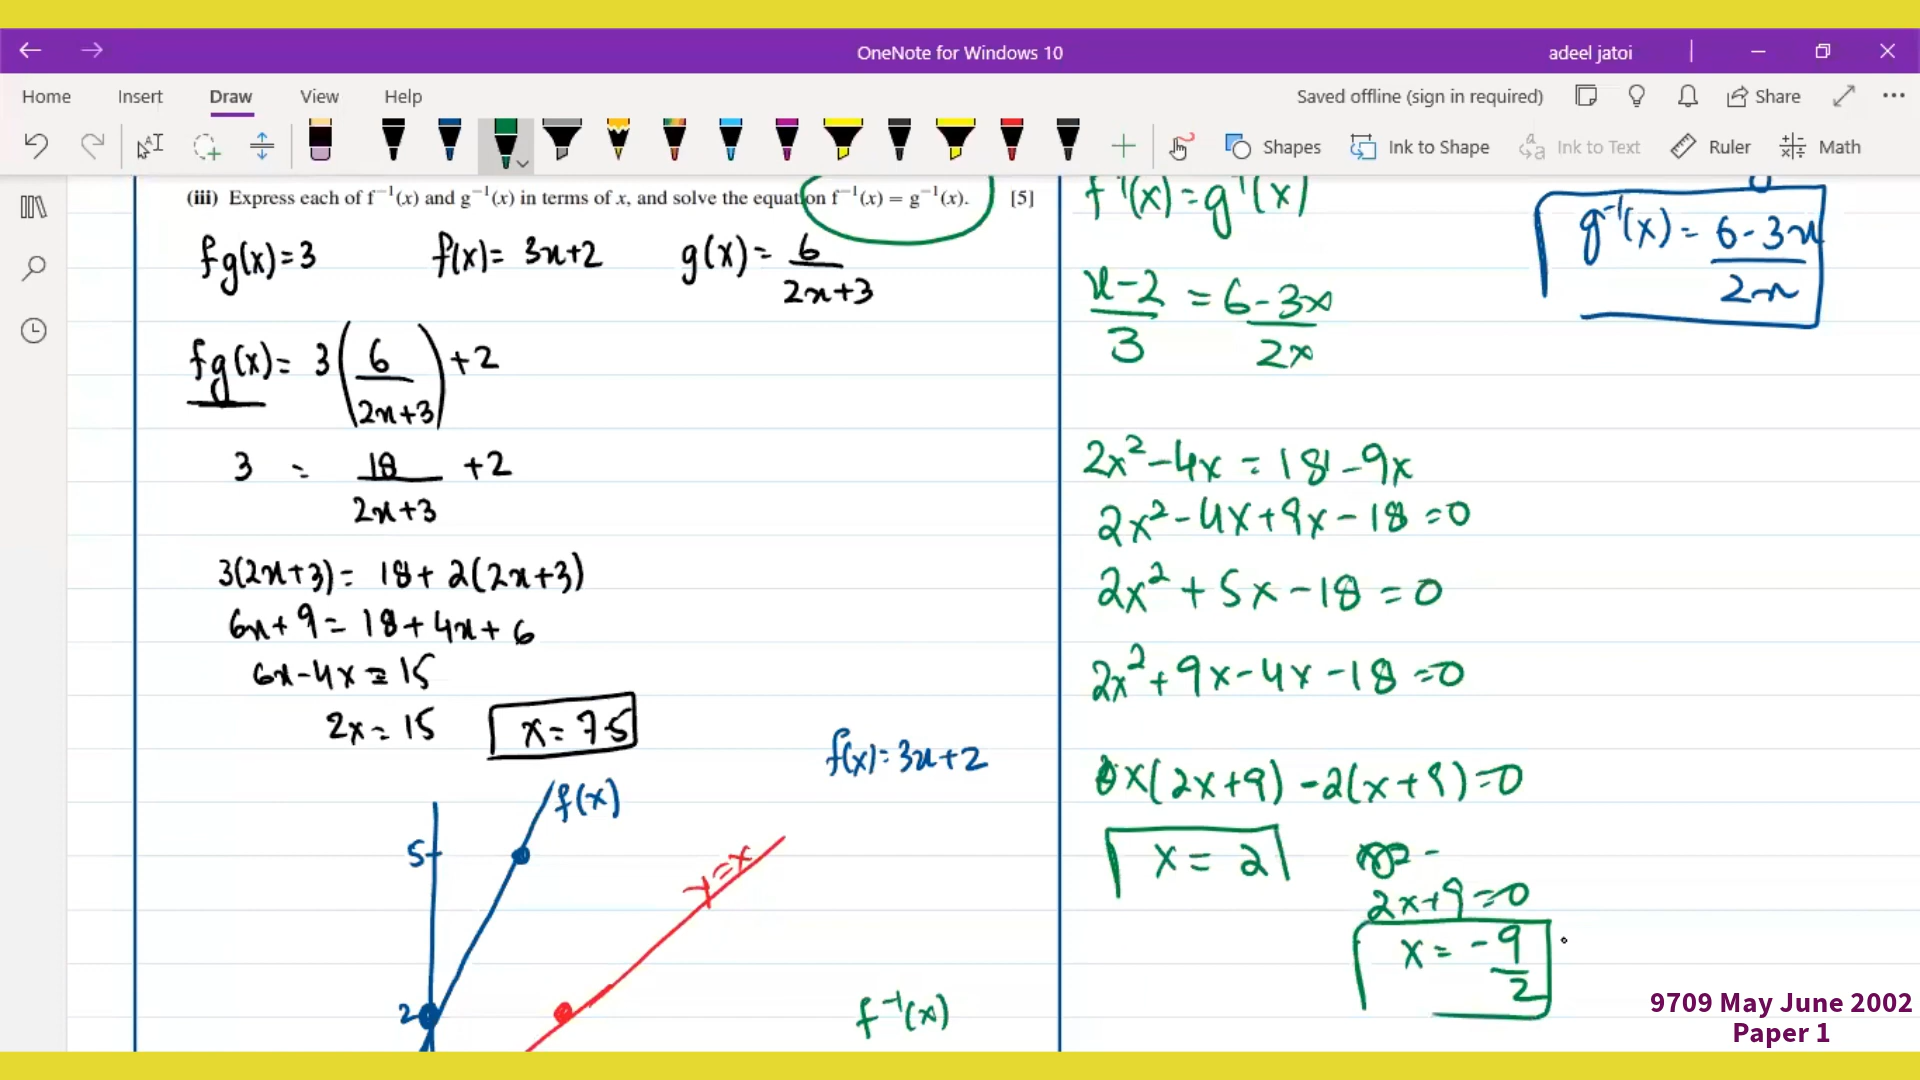 OneNote for Windows 10
adeel jatoi
Home Insert Draw View Help
Saved offline (sign in required) Share
Shapes Ink to Shape Ink to Text Ruler Math
(iii) Express each of f⁻¹(x) and g⁻¹(x) in terms of x, and solve the equation f⁻¹(x) = g⁻¹(x). [5]
fg(x)=3 f(x)= 3x+2 g(x)= 6/(2x+3)
fg(x)= 3(6/(2x+3)) +2
3 = 18/(2x+3) +2
3(2x+3)= 18+ 2(2x+3)
6x+9= 18+4x+6
6x-4x=15
2x=15 x=7.5
f(x)=3x+2
f(x)
5
y=x
2
f⁻¹(x)
f⁻¹(x)=g⁻¹(x)
(x-2)/3 = (6-3x)/2x
2x²-4x=18-9x
2x²-4x+9x-18=0
2x²+5x-18=0
2x²+9x-4x-18=0
x(2x+9)-2(x+9)=0
x=2
2x+9=0
x=-9/2
g⁻¹(x)= (6-3x)/2x
9709 May June 2002
Paper 1